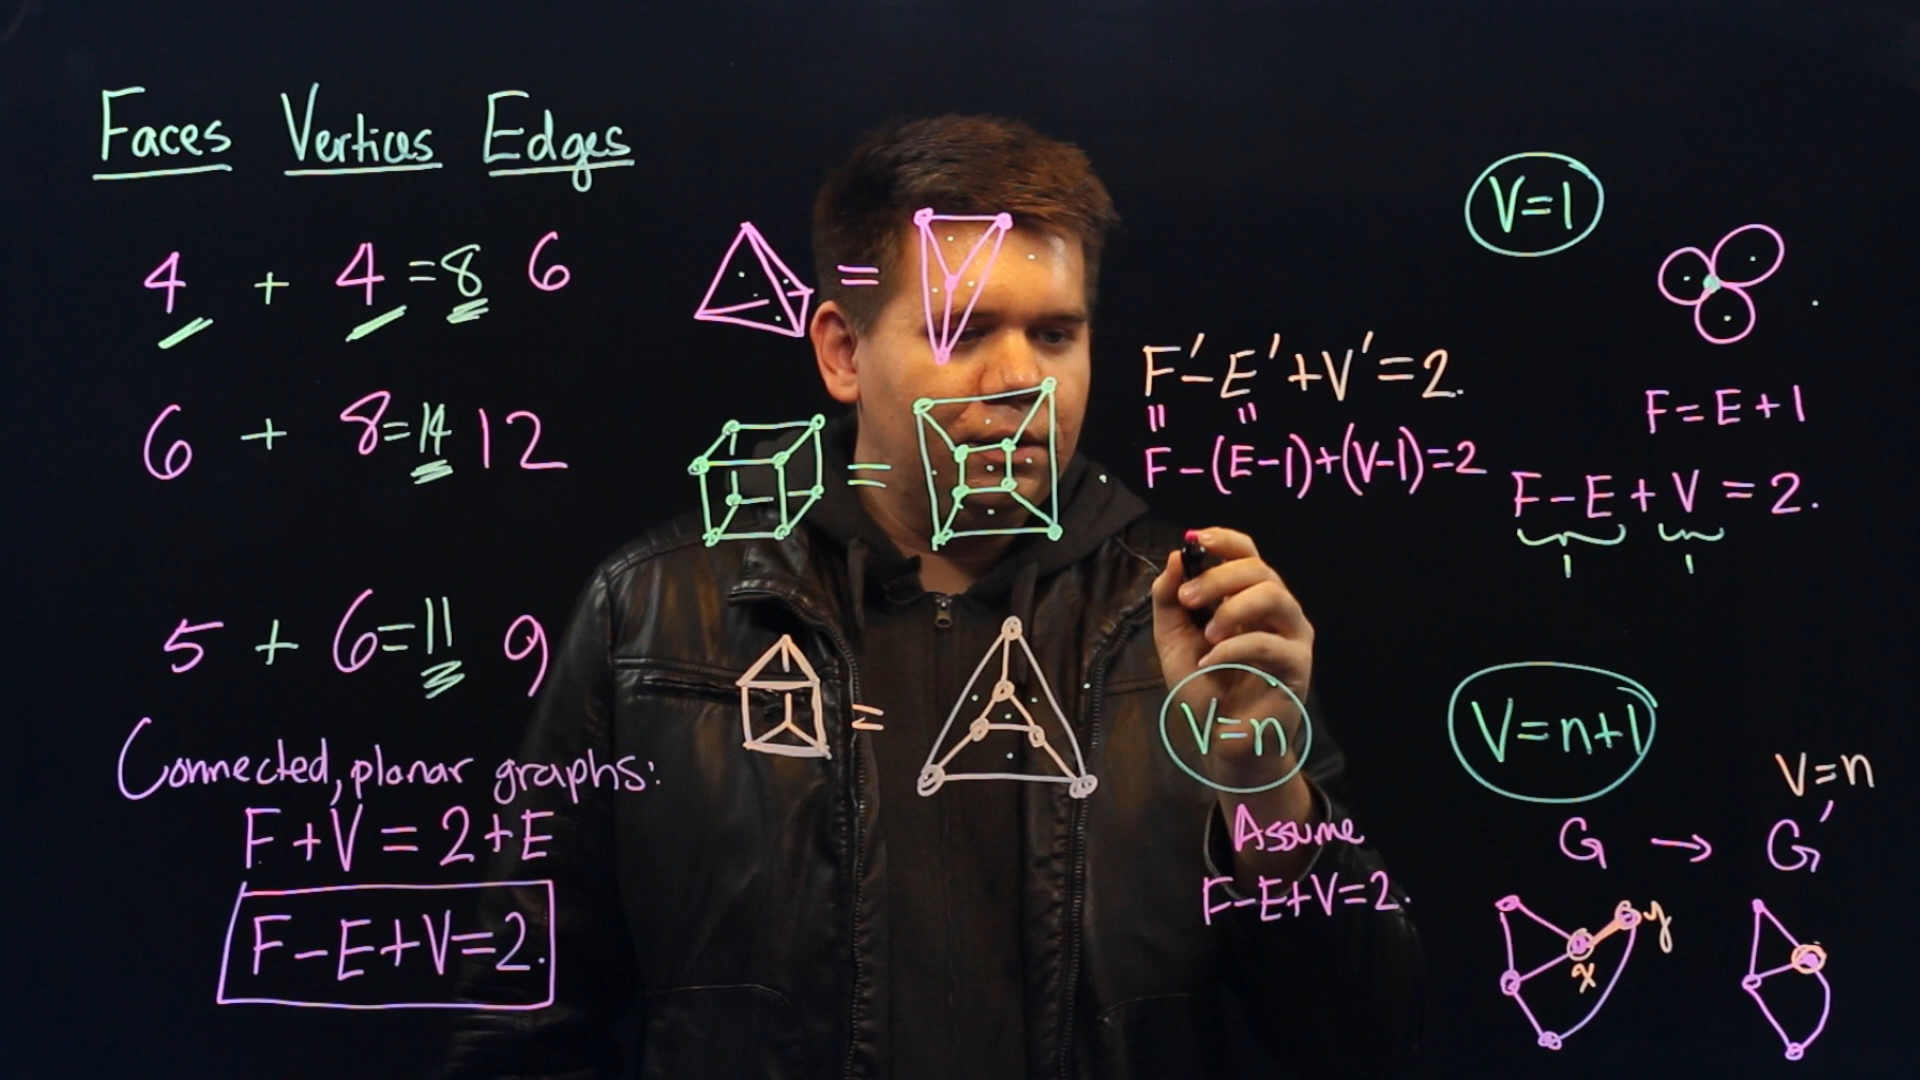 Faces Vertices Edges
4 + 4 = 8 6
6 + 8 = 14 12
5 + 6 = 11 9
Connected, planar graphs:
F + V = 2 + E
F - E + V = 2.
=
=
=
F' - E' + V' = 2.
" "
F - (E-1) + (V-1) = 2
V=n
Assume
F-E+V=2.
V=1
F = E + 1
F - E + V = 2.
1 1
V=n+1
V=n
G → G'
x y